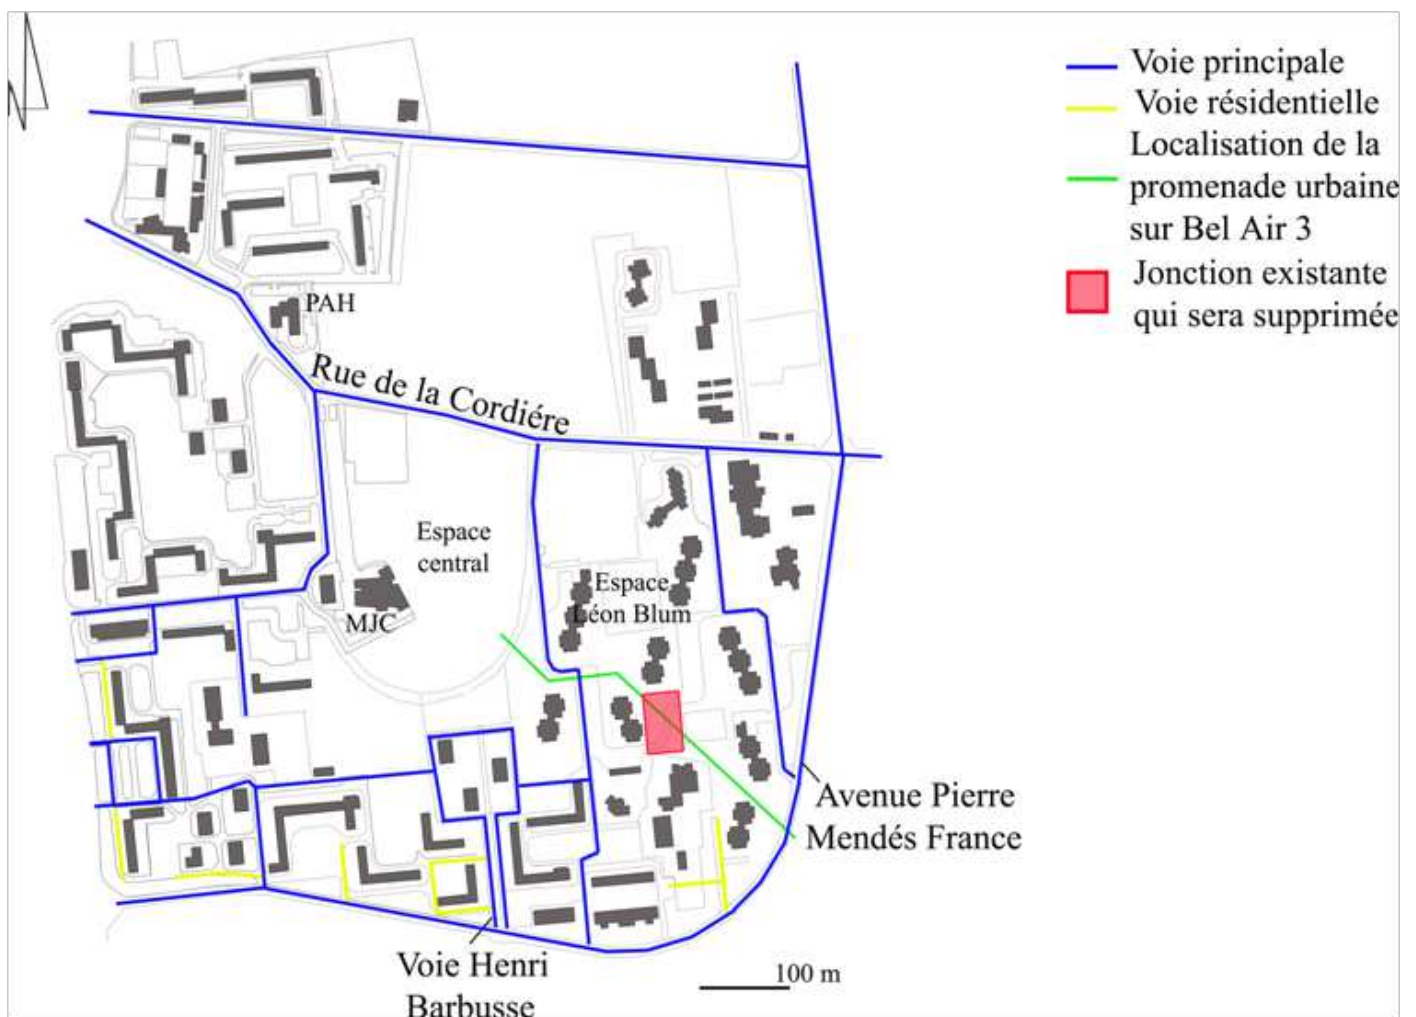 Voie principale
Voie résidentielle
Localisation de la
promenade urbaine
sur Bel Air 3
Jonction existante
qui sera supprimée
PAH
Rue de la Cordiére
Espace
central
Espace
Léon Blum
MJC
Avenue Pierre
Mendés France
Voie Henri
Barbusse
100 m